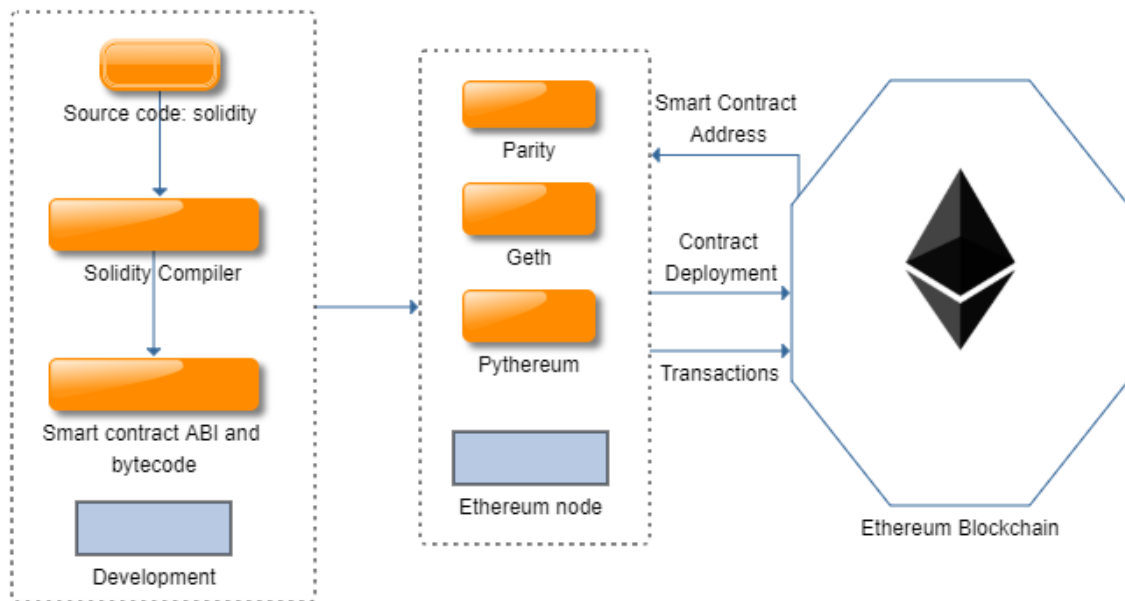 Source code: solidity
Solidity Compiler
Smart contract ABI and
bytecode
Development
Parity
Geth
Pythereum
Ethereum node
Smart Contract
Address
Contract
Deployment
Transactions
Ethereum Blockchain